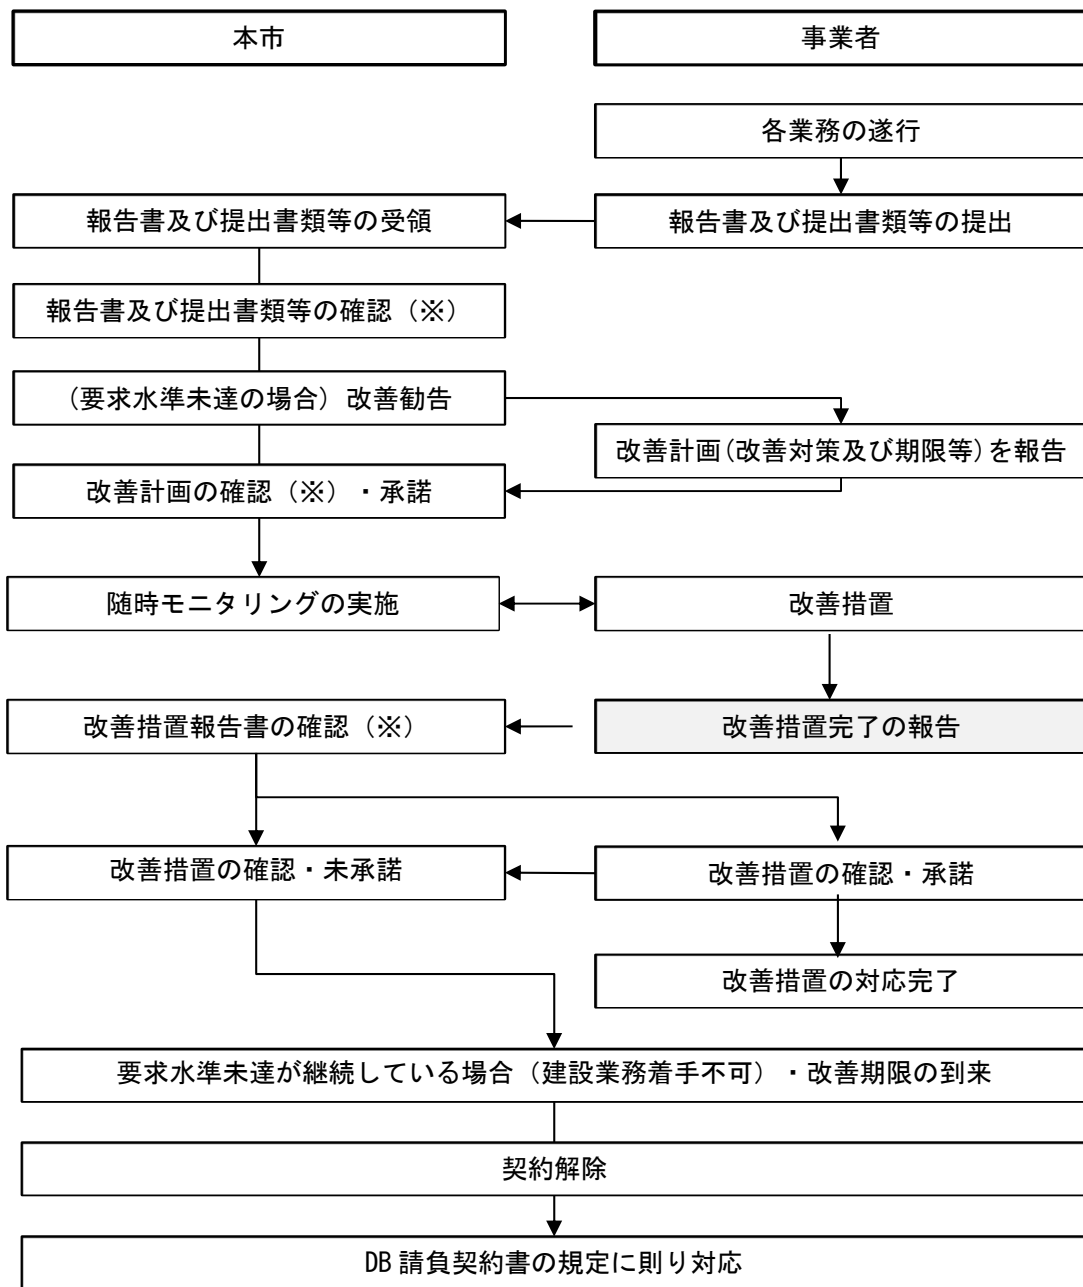 本市
事業者
各業務の遂行
報告書及び提出書類等の受領
報告書及び提出書類等の提出
報告書及び提出書類等の確認（※）
(要求水準未達の場合）改善勧告
改善計画(改善対策及び期限等)を報告
改善計画の確認（※）・承諾
随時モニタリングの実施
改善措置
改善措置報告書の確認（※）
改善措置完了の報告
改善措置の確認・未承諾
改善措置の確認・承諾
改善措置の対応完了
要求水準未達が継続している場合（建設業務着手不可）・改善期限の到来
契約解除
DB 請負契約書の規定に則り対応